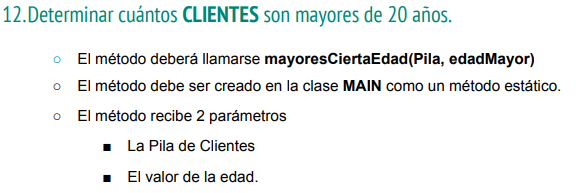 12.Determinar cuántos CLIENTES son mayores de 20 años.
○ El método deberá llamarse mayoresCiertaEdad(Pila, edadMayor)
○ El método debe ser creado en la clase MAIN como un método estático.
○ El método recibe 2 parámetros
■ La Pila de Clientes
■ El valor de la edad.